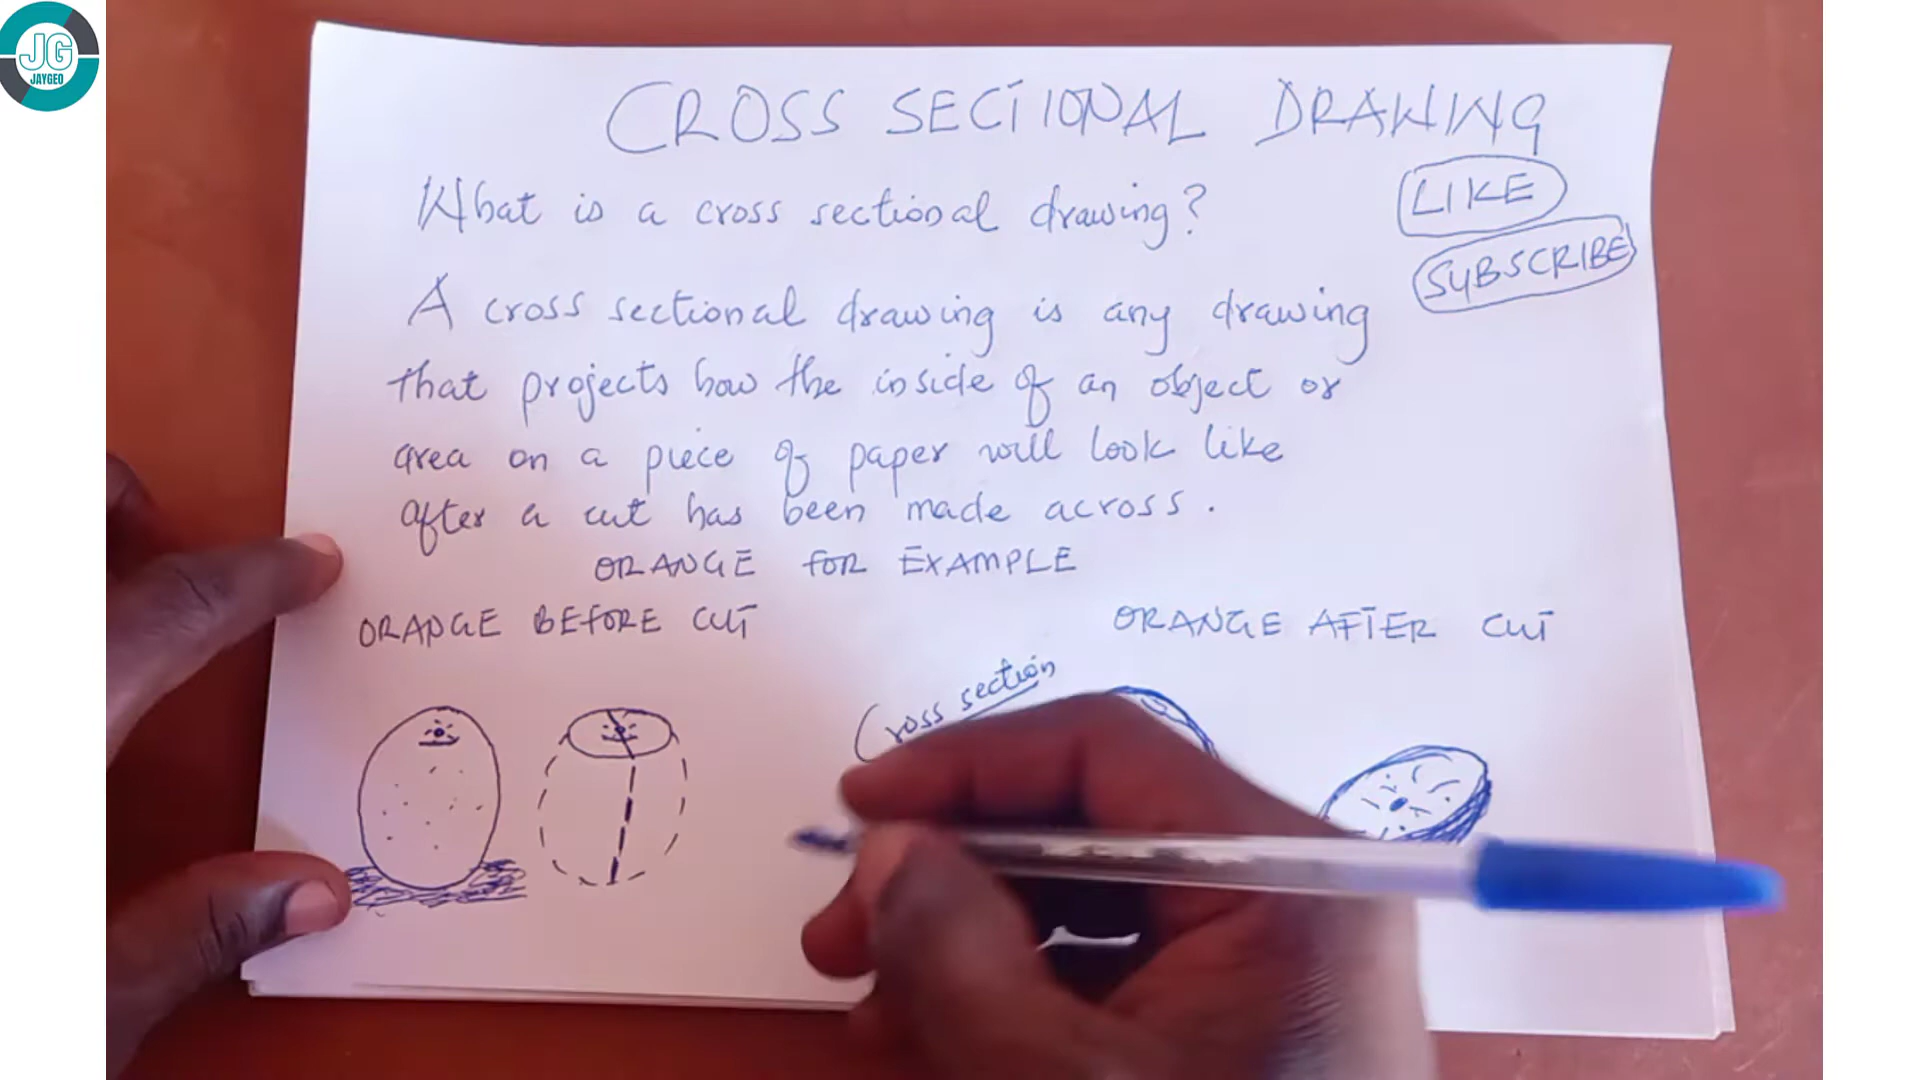 JG
JAYGEO
CROSS SECTIONAL DRAWING
What is a cross sectional drawing?
LIKE
SUBSCRIBE
A cross sectional drawing is any drawing
that projects how the inside of an object or
area on a piece of paper will look like
after a cut has been made across.
ORANGE FOR EXAMPLE
ORANGE BEFORE CUT
ORANGE AFTER CUT
Cross section